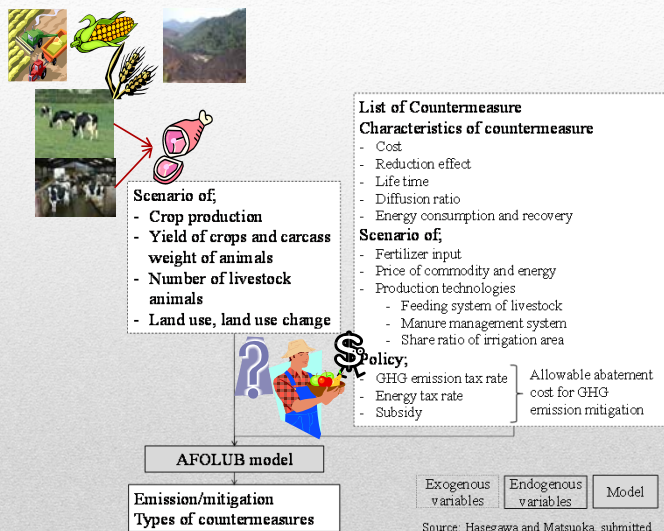 List of Countermeasure
Characteristics of countermeasure
- Cost
- Reduction effect
- Life time
- Diffusion ratio
- Energy consumption and recovery
Scenario of;
- Fertilizer input
- Price of commodity and energy
- Production technologies
- Feeding system of livestock
- Manure management system
- Share ratio of irrigation area
Policy;
- GHG emission tax rate
- Energy tax rate
- Subsidy
Allowable abatement
cost for GHG
emission mitigation
Scenario of;
- Crop production
- Yield of crops and carcass
weight of animals
- Number of livestock
animals
- Land use, land use change
?
$
AFOLUB model
Emission/mitigation
Types of countermeasures
Exogenous
variables
Endogenous
variables
Model
Source: Hasegawa and Matsuoka, submitted